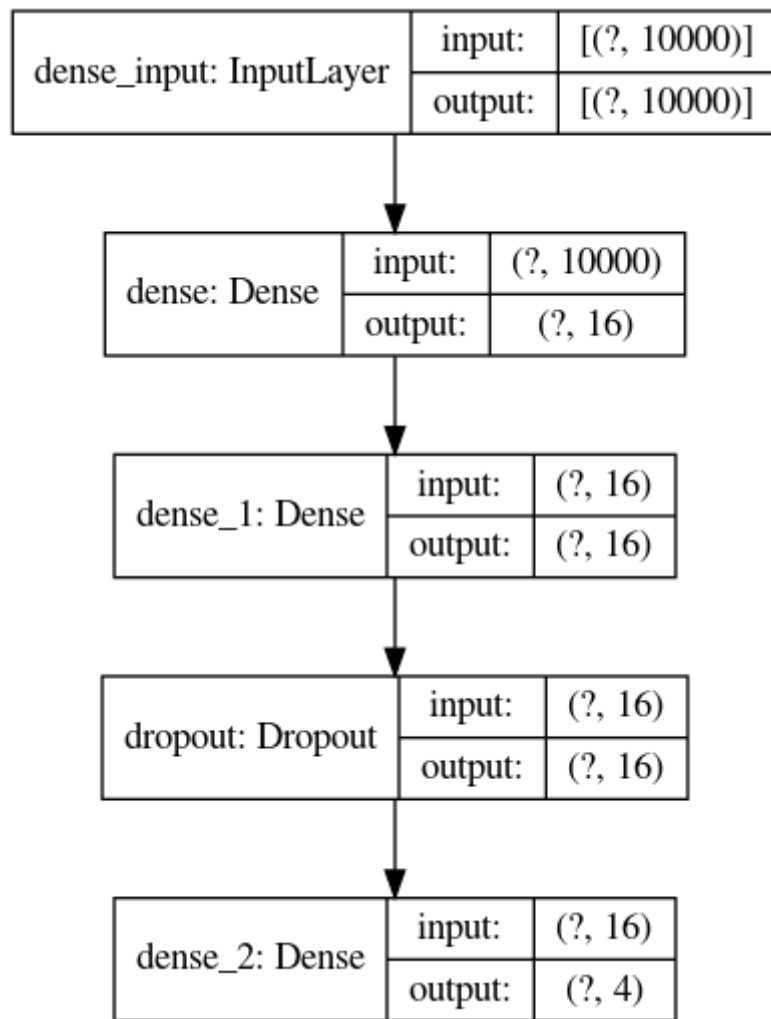 dense_input: InputLayer
input: [(?, 10000)]
output: [(?, 10000)]
dense: Dense
input: (?, 10000)
output: (?, 16)
dense_1: Dense
input: (?, 16)
output: (?, 16)
dropout: Dropout
input: (?, 16)
output: (?, 16)
dense_2: Dense
input: (?, 16)
output: (?, 4)